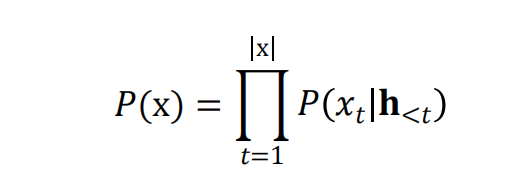 P(x) = ∏_{t=1}^{|x|} P(x_t|𝐡_{<t})